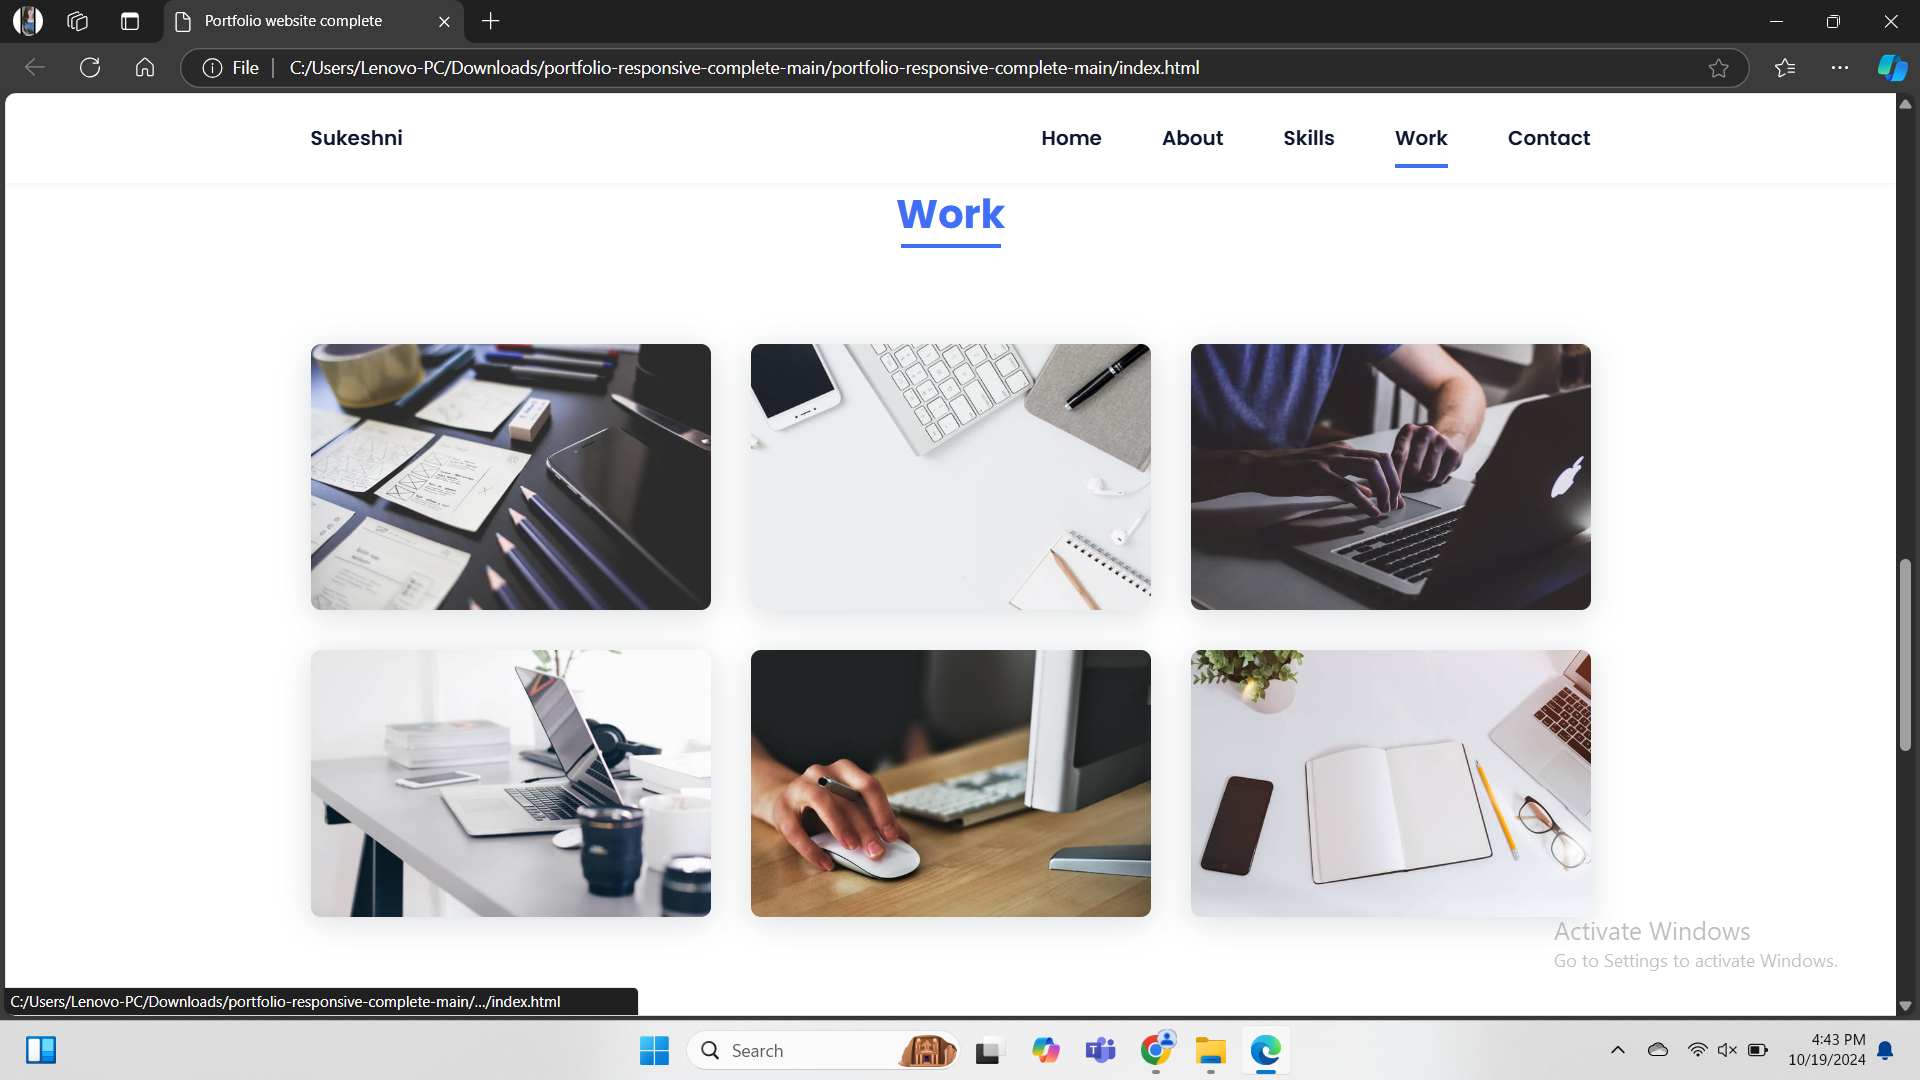 Portfolio website complete
File
C:/Users/Lenovo-PC/Downloads/portfolio-responsive-complete-main/portfolio-responsive-complete-main/index.html
Sukeshni
Home
About
Skills
Work
Contact
Work
Activate Windows
Go to Settings to activate Windows.
C:/Users/Lenovo-PC/Downloads/portfolio-responsive-complete-main/.../index.html
Search
4:43 PM
10/19/2024